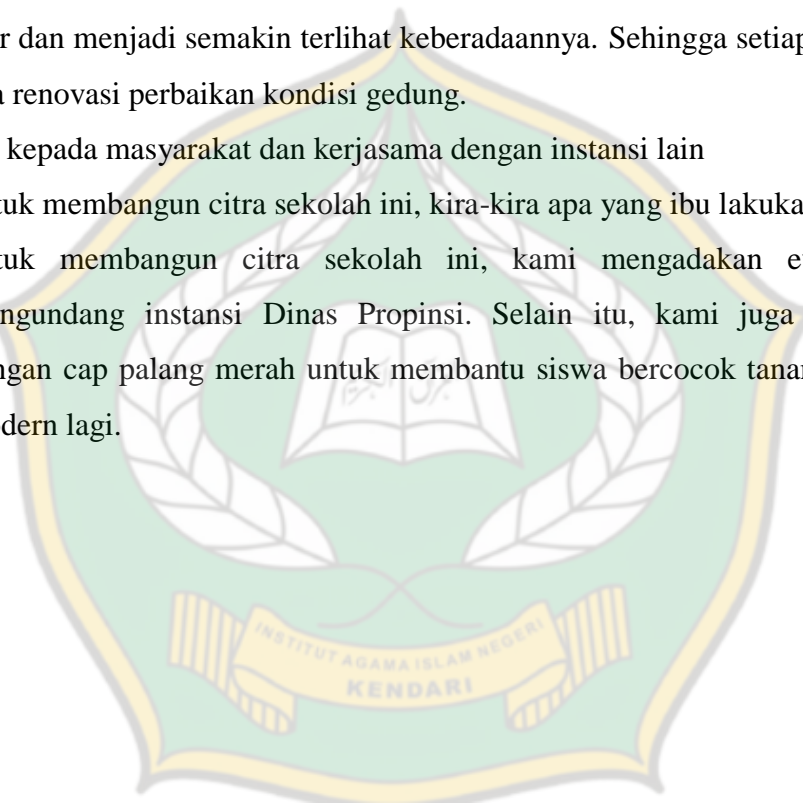 r dan menjadi semakin terlihat keberadaannya. Sehingga setiap
a renovasi perbaikan kondisi gedung.
kepada masyarakat dan kerjasama dengan instansi lain
tuk membangun citra sekolah ini, kira-kira apa yang ibu lakuka
tuk membangun citra sekolah ini, kami mengadakan e
ngundang instansi Dinas Propinsi. Selain itu, kami juga
ngan cap palang merah untuk membantu siswa bercocok tana
dern lagi.
INSTITUT AGAMA ISLAM NEGERI
KENDARI